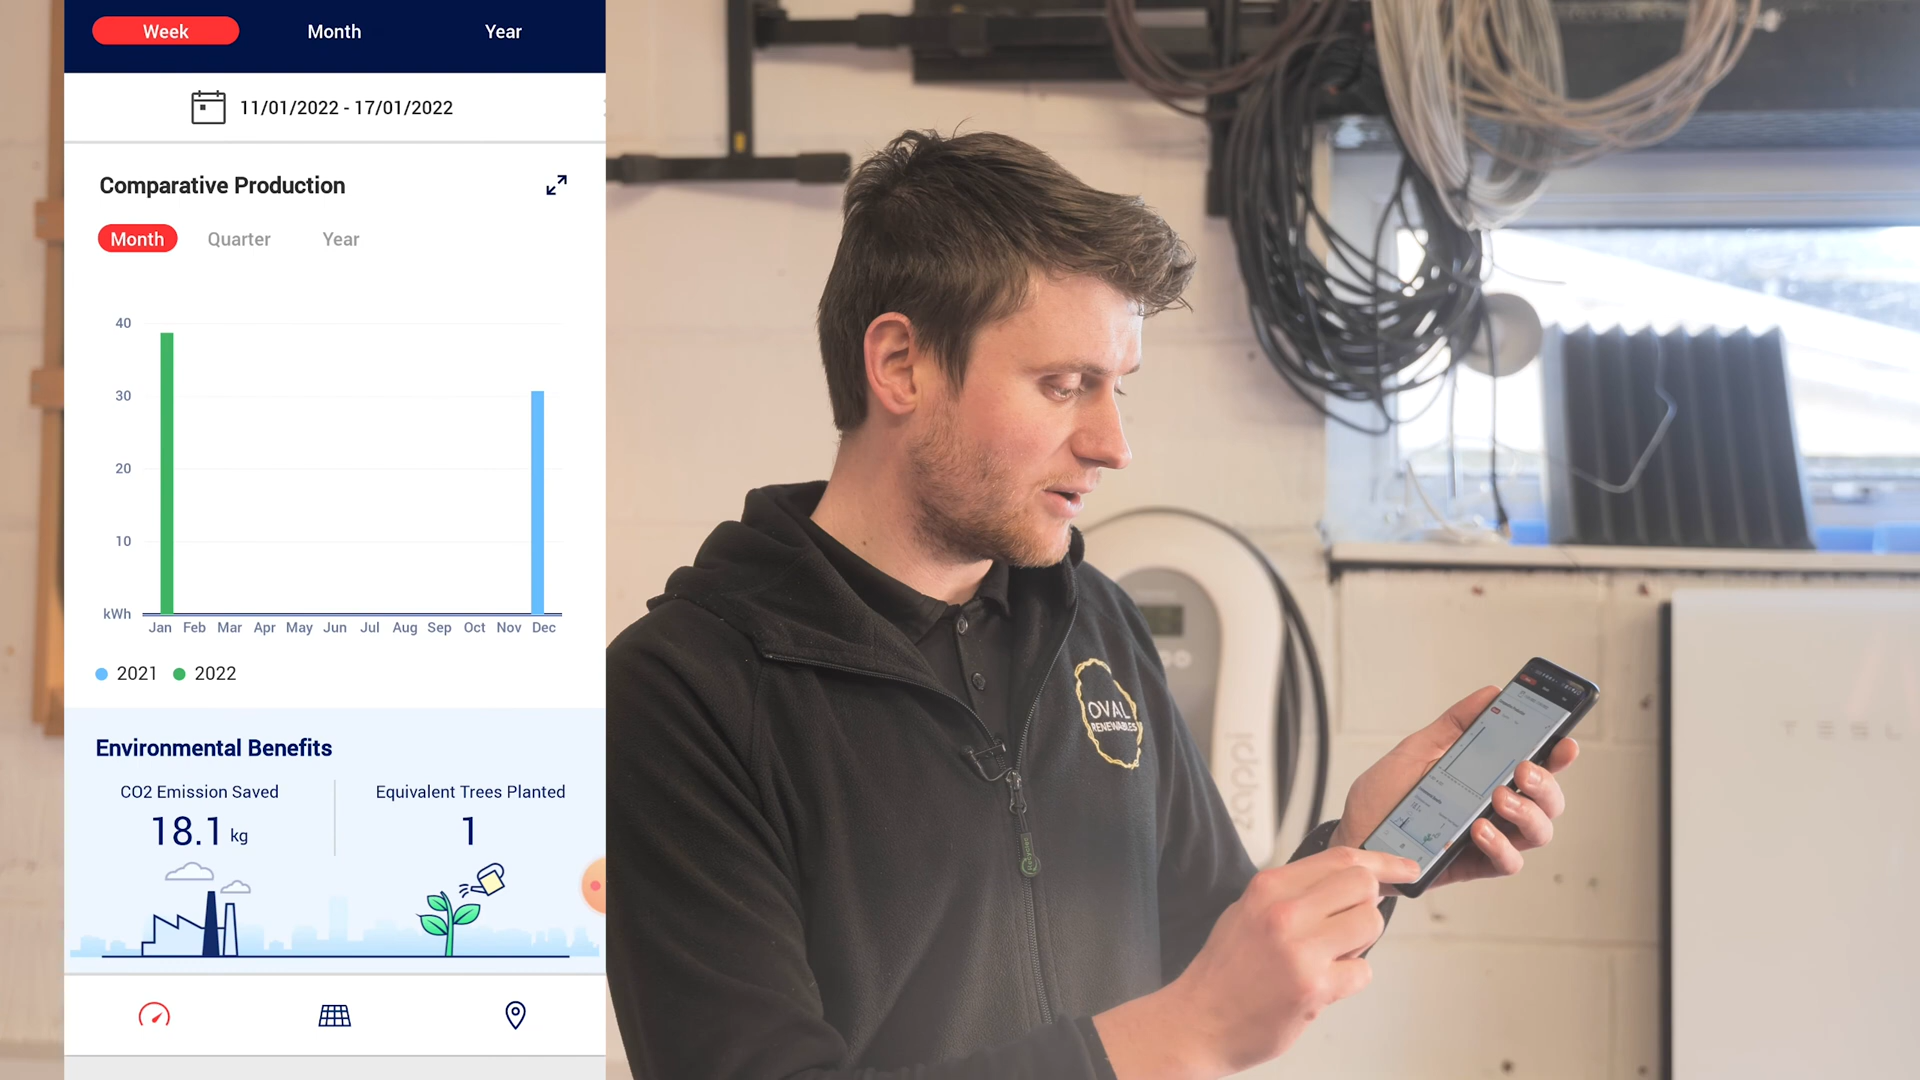 Week Month Year
11/01/2022 - 17/01/2022
Comparative Production
Month Quarter Year
40
30
20
10
kWh
Jan Feb Mar Apr May Jun Jul Aug Sep Oct Nov Dec
2021 2022
Environmental Benefits
CO2 Emission Saved Equivalent Trees Planted
18.1 kg 1
OVAL
RENEWABLES
zappi
TESL